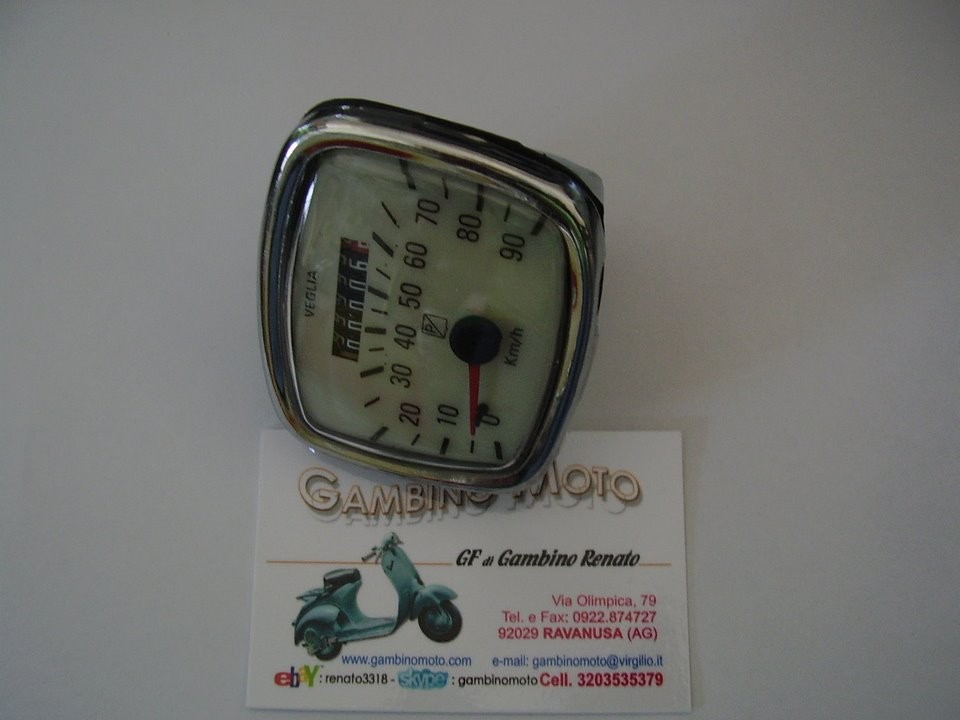 VEGLIA
0
10
20
30
40
50
60
70
80
90
Km/h
GAMBINO MOTO
GF di Gambino Renato
Via Olimpica, 79
Tel. e Fax: 0922.874727
92029 RAVANUSA (AG)
www.gambinomoto.com e-mail: gambinomoto@virgilio.it
ebay : renato3318 - skype : gambinomoto Cell. 3203535379